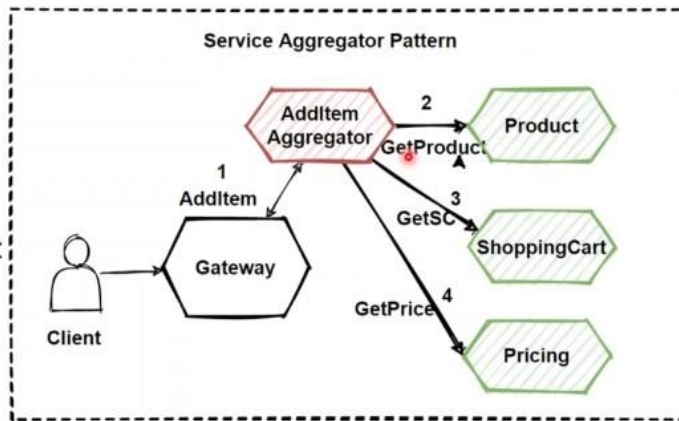 Service Aggregator Pattern
AddItem
Aggregator
2
GetProduct
Product
1
AddItem
3
GetSC
ShoppingCart
Gateway
4
GetPrice
Client
Pricing